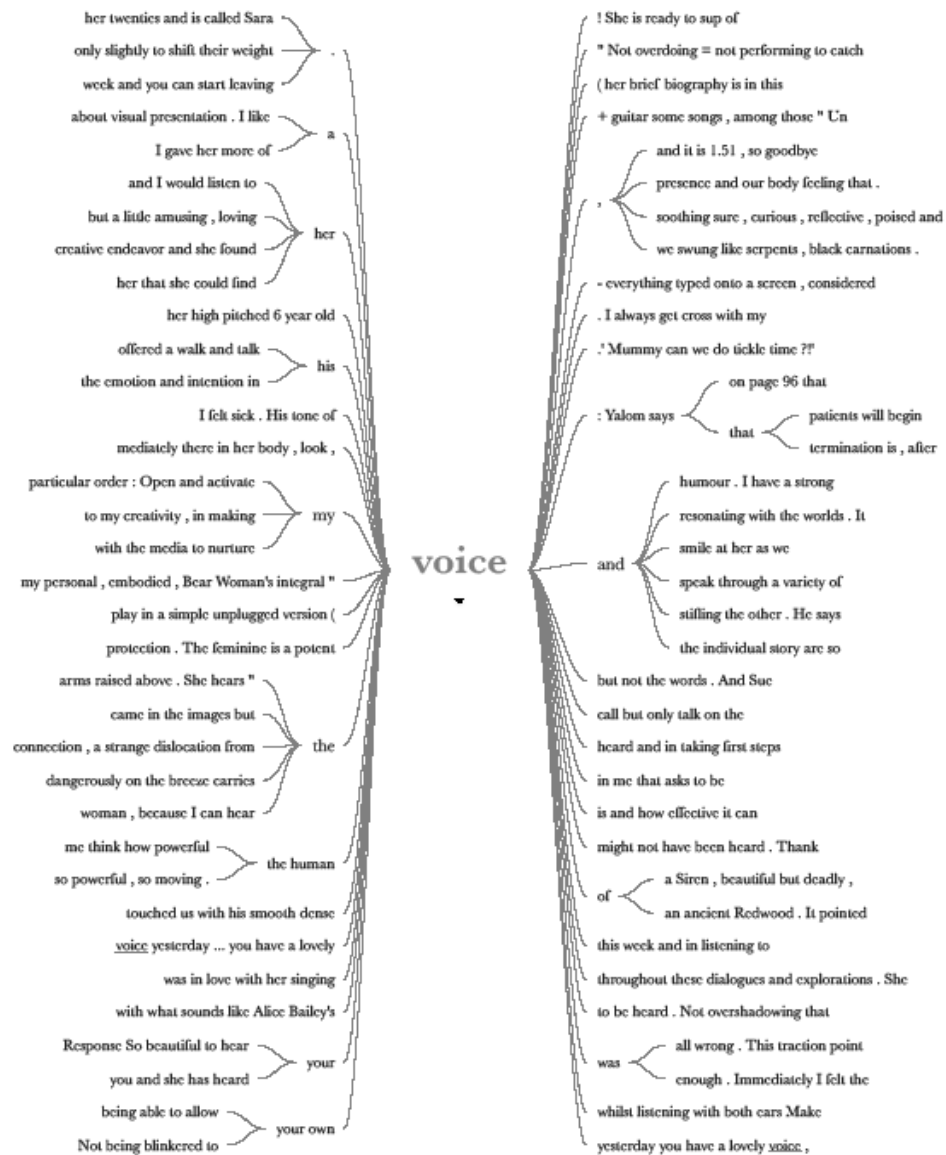 her twenties and is called Sara
only slightly to shift their weight
.
week and you can start leaving
about visual presentation . I like
a
I gave her more of
and I would listen to
but a little amusing , loving
her
creative endeavor and she found
her that she could find
her high pitched 6 year old
offered a walk and talk
his
the emotion and intention in
I felt sick . His tone of
mediately there in her body , look ,
particular order : Open and activate
to my creativity , in making
my
with the media to nurture
my personal , embodied , Bear Woman's integral "
play in a simple unplugged version (
protection . The feminine is a potent
arms raised above . She hears "
came in the images but
connection , a strange dislocation from
the
dangerously on the breeze carries
woman , because I can hear
me think how powerful
the human
so powerful , so moving .
touched us with his smooth dense
voice yesterday ... you have a lovely
was in love with her singing
with what sounds like Alice Bailey's
Response So beautiful to hear
your
you and she has heard
being able to allow
your own
Not being blinkered to
voice
! She is ready to sup of
" Not overdoing = not performing to catch
( her brief biography is in this
+ guitar some songs , among those " Un
and it is 1.51 , so goodbye
presence and our body feeling that .
,
soothing sure , curious , reflective , poised and
we swung like serpents , black carnations .
- everything typed onto a screen , considered
. I always get cross with my
.' Mummy can we do tickle time ?!'
on page 96 that
: Yalom says
patients will begin
that
termination is , after
humour . I have a strong
resonating with the worlds . It
smile at her as we
and
speak through a variety of
stifling the other . He says
the individual story are so
but not the words . And Sue
call but only talk on the
heard and in taking first steps
in me that asks to be
is and how effective it can
might not have been heard . Thank
a Siren , beautiful but deadly ,
of
an ancient Redwood . It pointed
this week and in listening to
throughout these dialogues and explorations . She
to be heard . Not overshadowing that
all wrong . This traction point
was
enough . Immediately I felt the
whilst listening with both ears Make
yesterday you have a lovely voice ,